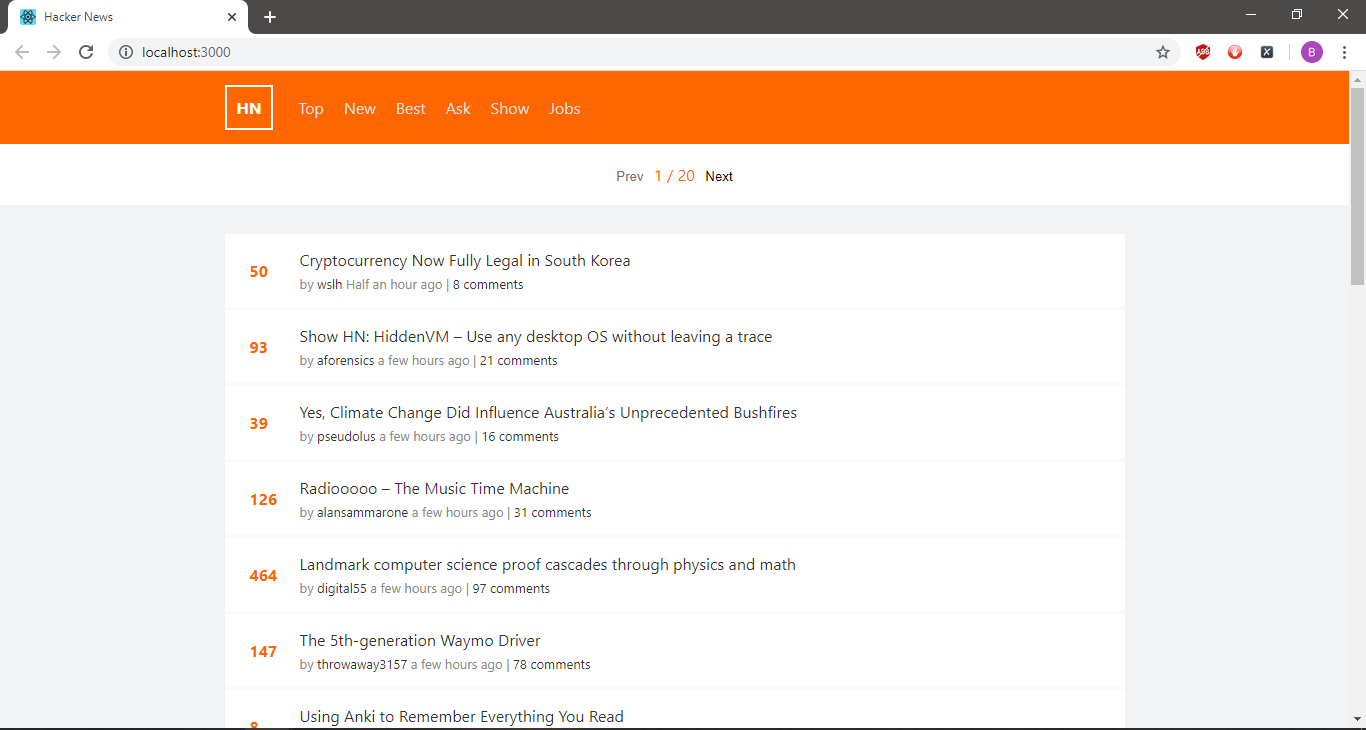 Hacker News
localhost:3000
ABP
X
B
HN Top New Best Ask Show Jobs
Prev 1 / 20 Next
50
Cryptocurrency Now Fully Legal in South Korea
by wslh Half an hour ago | 8 comments
93
Show HN: HiddenVM – Use any desktop OS without leaving a trace
by aforensics a few hours ago | 21 comments
39
Yes, Climate Change Did Influence Australia’s Unprecedented Bushfires
by pseudolus a few hours ago | 16 comments
126
Radiooooo – The Music Time Machine
by alansammarone a few hours ago | 31 comments
464
Landmark computer science proof cascades through physics and math
by digital55 a few hours ago | 97 comments
147
The 5th-generation Waymo Driver
by throwaway3157 a few hours ago | 78 comments
Using Anki to Remember Everything You Read